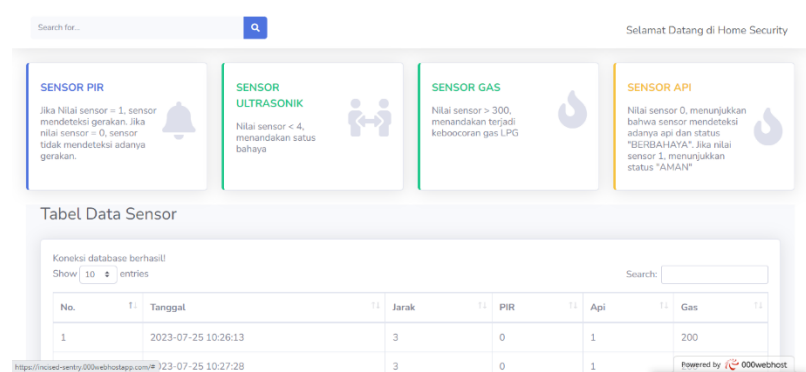 Search for...
Selamat Datang di Home Security
SENSOR PIR
Jika Nilai sensor = 1, sensor
mendeteksi gerakan. Jika
nilai sensor = 0, sensor
tidak mendeteksi adanya
gerakan.
SENSOR
ULTRASONIK
Nilai sensor < 4,
menandakan satus
bahaya
SENSOR GAS
Nilai sensor > 300,
menandakan terjadi
keboocoran gas LPG
SENSOR API
Nilai sensor 0, menunjukkan
bahwa sensor mendeteksi
adanya api dan status
"BERBAHAYA". Jika nilai
sensor 1, menunjukkan
status "AMAN"
Tabel Data Sensor
Koneksi database berhasil!
Show 10 entries
Search:
No. Tanggal Jarak PIR Api Gas
1 2023-07-25 10:26:13 3 0 1 200
023-07-25 10:27:28 3 0 1
https://incised-sentry.000webhostapp.com/#
Powered by 000webhost